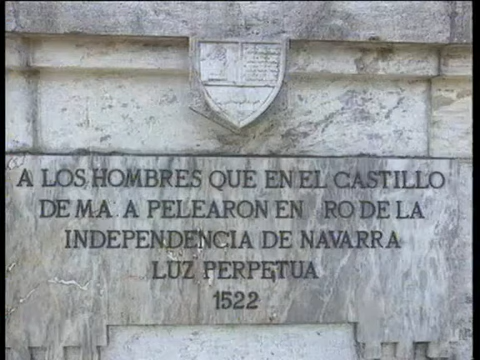 A LOS HOMBRES QUE EN EL CASTILLO
DE MA. A PELEARON EN RO DE LA
INDEPENDENCIA DE NAVARRA
LUZ PERPETUA
1522